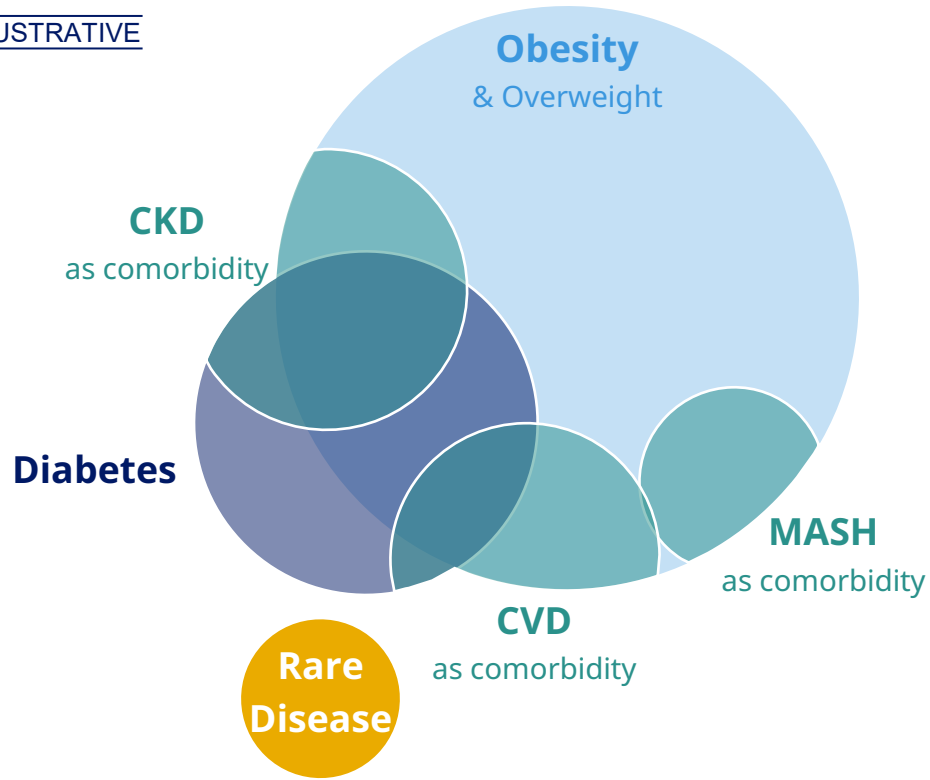 USTRATIVE
Obesity
& Overweight
CKD
as comorbidity
Diabetes
MASH
as comorbidity
CVD
as comorbidity
Rare
Disease